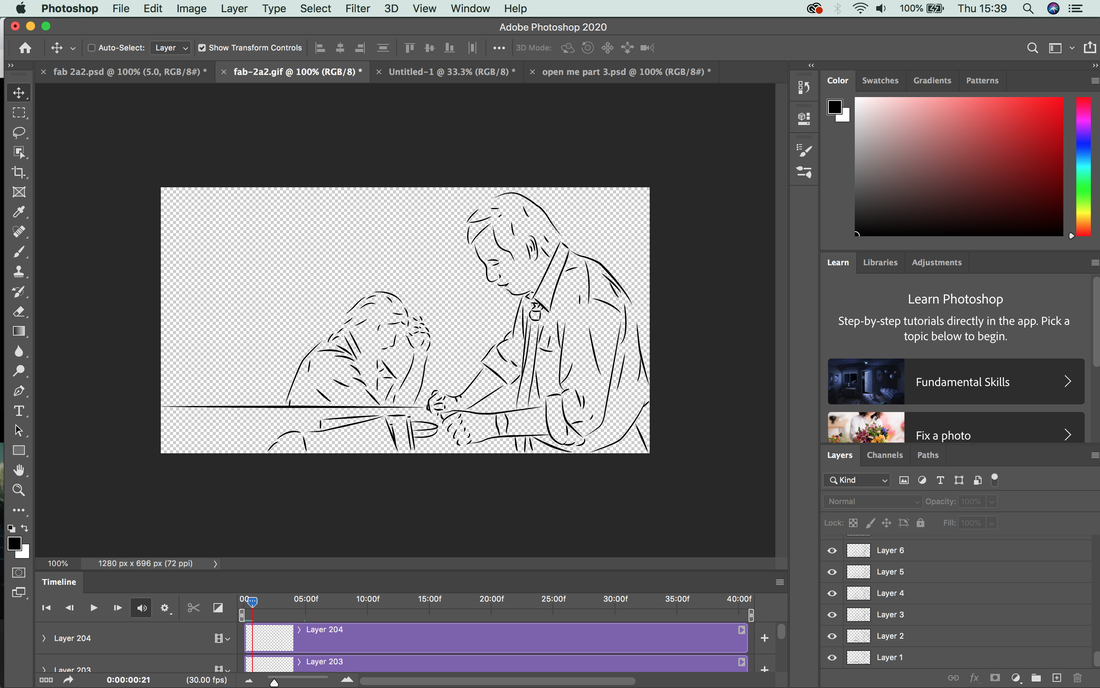 Photoshop File Edit Image Layer Type Select Filter 3D View Window Help 100% Thu 15:39
Adobe Photoshop 2020
Auto-Select: Layer Show Transform Controls 3D Mode:
fab 2a2.psd @ 100% (5.0, RGB/8#) * fab-2a2.gif @ 100% (RGB/8) * Untitled-1 @ 33.3% (RGB/8) * open me part 3.psd @ 100% (RGB/8#) *
Color Swatches Gradients Patterns
Learn Libraries Adjustments
Learn Photoshop
Step-by-step tutorials directly in the app. Pick a
topic below to begin.
Fundamental Skills
Fix a photo
Layers Channels Paths
Kind
Normal Opacity: 100%
Lock: Fill: 100%
Layer 6
Layer 5
Layer 4
Layer 3
Layer 2
Layer 1
100% 1280 px x 696 px (72 ppi)
Timeline
00 05:00f 10:00f 15:00f 20:00f 25:00f 30:00f 35:00f 40:00f
Layer 204 Layer 204
Layer 203 Layer 203
0:00:00:21 (30.00 fps)